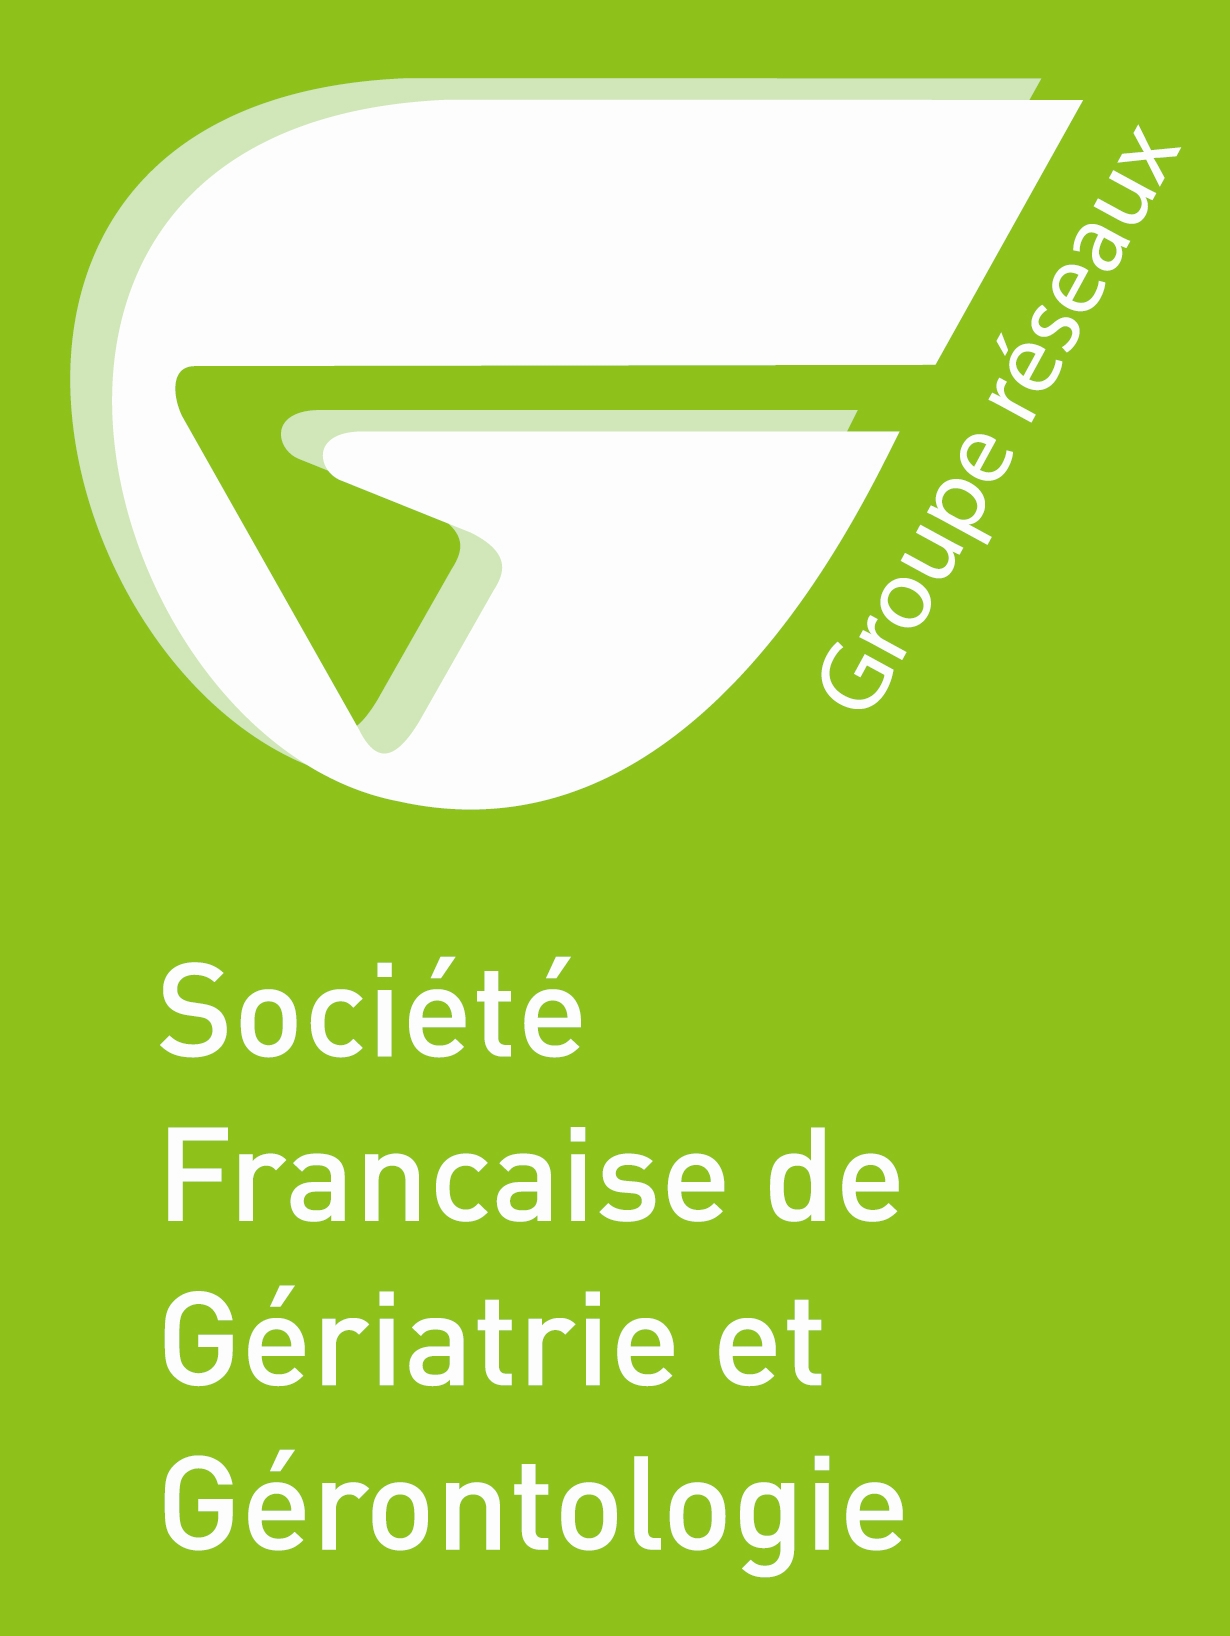 Groupe réseaux
Société
Francaise de
Gériatrie et
Gérontologie